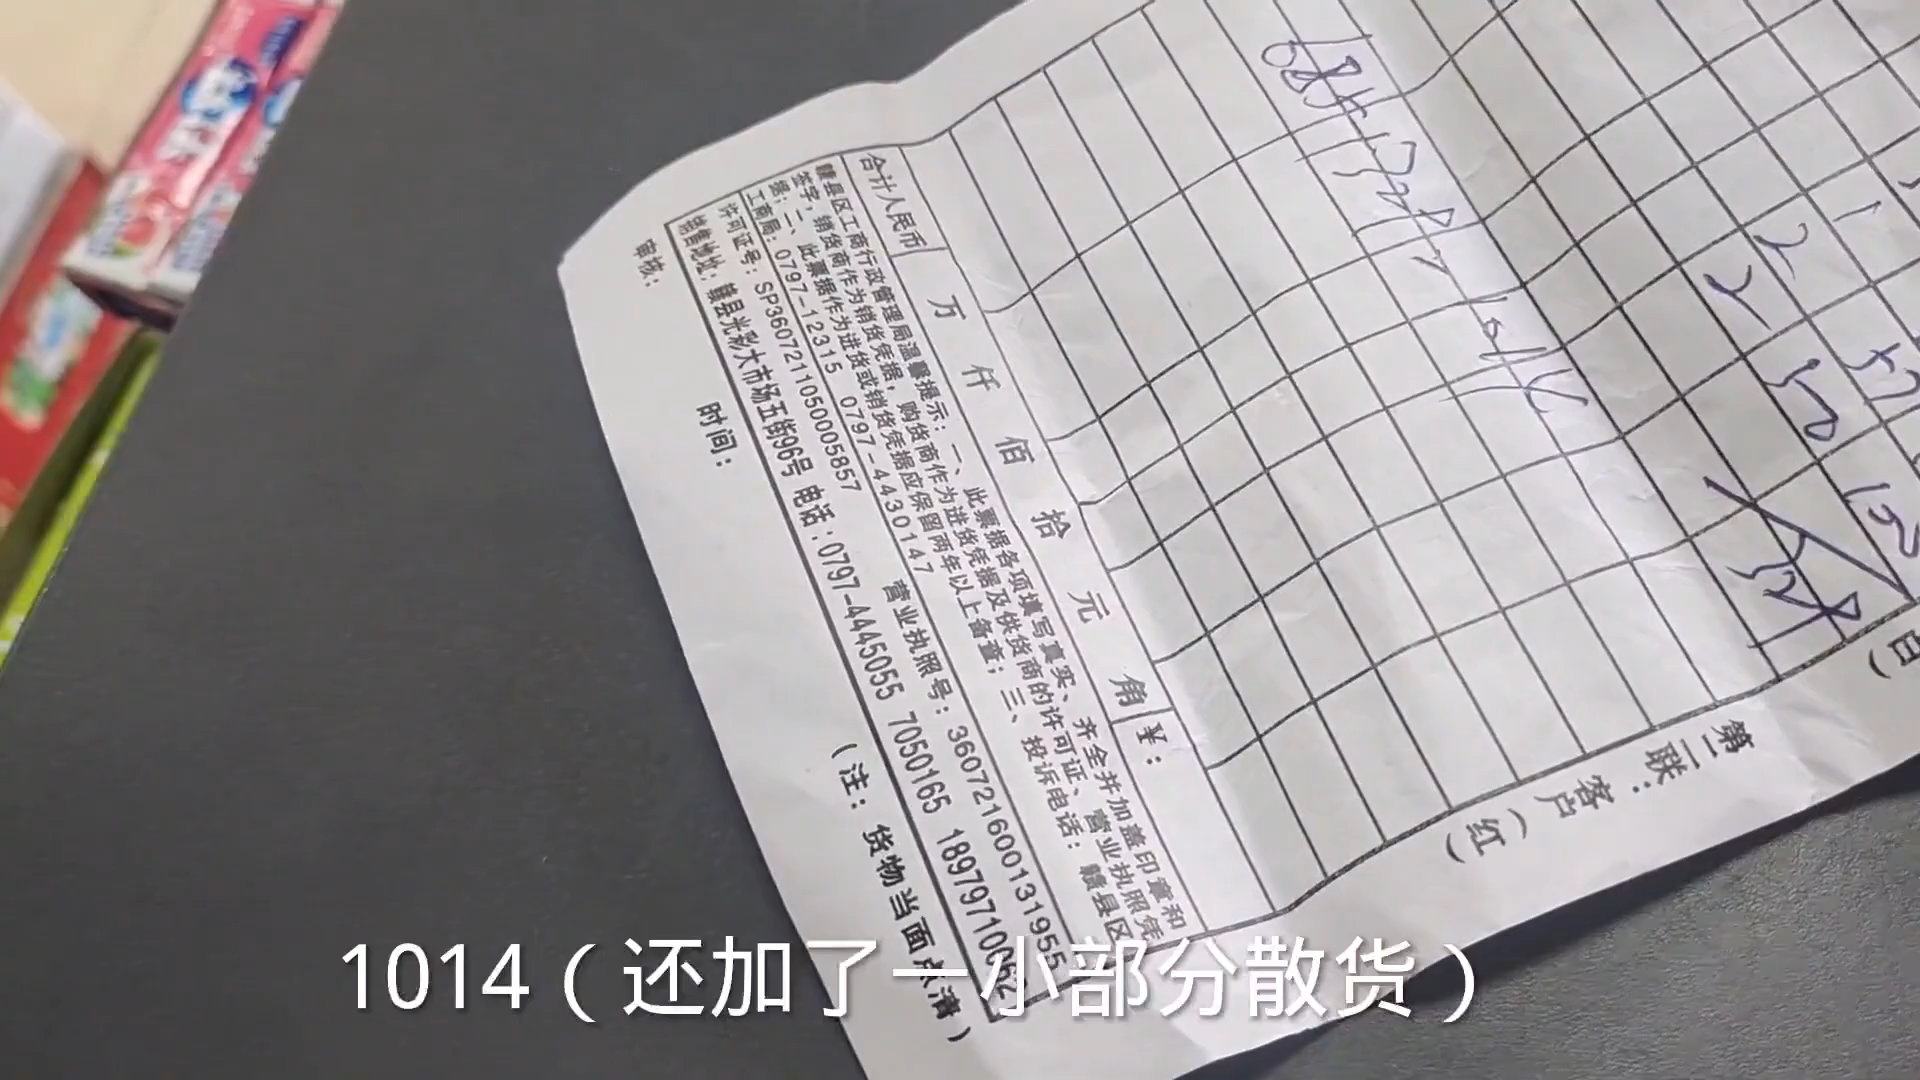 合计人民币 万 仟 佰 拾 元 角 ¥:
赣县区工商行政管理局温馨提示:一、此票据各项填写真实、齐全并加盖印章和
签字,销货商作为销货凭据,购货商作为进货凭据及供货商的许可证、营业执照凭
据;二、此票据作为进货或销货凭据应保留两年以上备查;三、投诉电话:赣县区
工商局:0797-12315 0797-4430147
许可证号:SP3607211050005857 营业执照号:360721600131955
销售地址:赣县光彩大市场五街96号 电话:0797-4445055 7050165 18979710052
审核: 时间: (注:货物当面点清)
第二联:客户(红)
日)
1014(还加了一小部分散货)